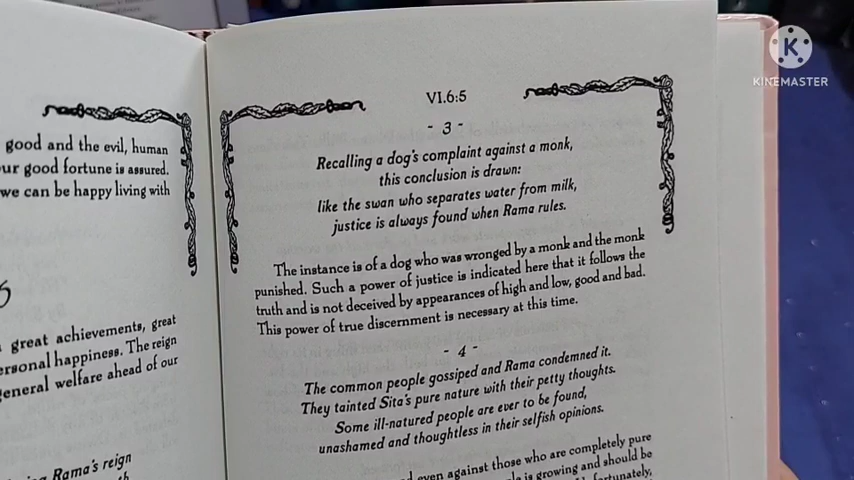 good and the evil, human
our good fortune is assured.
we can be happy living with
great achievements, great
personal happiness. The reign
general welfare ahead of our
Rama's reign
VI.6:5
- 3 -
Recalling a dog's complaint against a monk,
this conclusion is drawn:
like the swan who separates water from milk,
justice is always found when Rama rules.
The instance is of a dog who was wronged by a monk and the monk
punished. Such a power of justice is indicated here that it follows the
truth and is not deceived by appearances of high and low, good and bad.
This power of true discernment is necessary at this time.
- 4 -
The common people gossiped and Rama condemned it.
They tainted Sita's pure nature with their petty thoughts.
Some ill-natured people are ever to be found,
unashamed and thoughtless in their selfish opinions.
even against those who are completely pure
is growing and should be
fortunately,
K
KINEMASTER